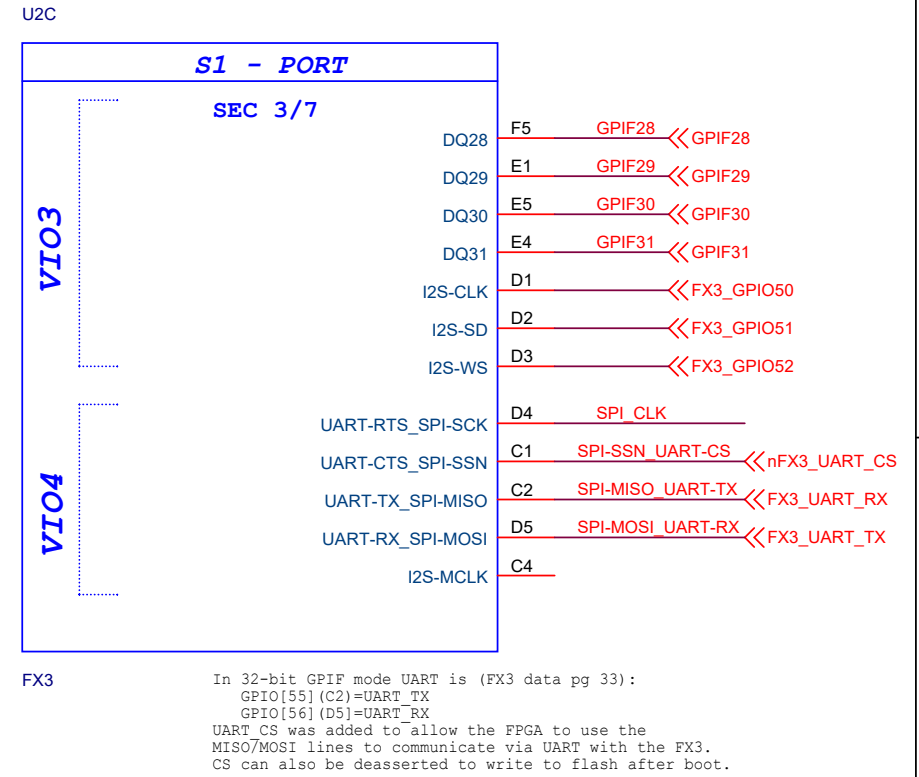 U2C
S1 - PORT
SEC 3/7
VIO3
DQ28 F5 GPIF28 GPIF28
DQ29 E1 GPIF29 GPIF29
DQ30 E5 GPIF30 GPIF30
DQ31 E4 GPIF31 GPIF31
I2S-CLK D1 FX3_GPIO50
I2S-SD D2 FX3_GPIO51
I2S-WS D3 FX3_GPIO52
VIO4
UART-RTS_SPI-SCK D4 SPI_CLK
UART-CTS_SPI-SSN C1 SPI-SSN_UART-CS nFX3_UART_CS
UART-TX_SPI-MISO C2 SPI-MISO_UART-TX FX3_UART_RX
UART-RX_SPI-MOSI D5 SPI-MOSI_UART-RX FX3_UART_TX
I2S-MCLK C4
FX3
In 32-bit GPIF mode UART is (FX3 data pg 33):
GPIO[55](C2)=UART_TX
GPIO[56](D5]=UART_RX
UART_CS was added to allow the FPGA to use the
MISO/MOSI lines to communicate via UART with the FX3.
CS can also be deasserted to write to flash after boot.